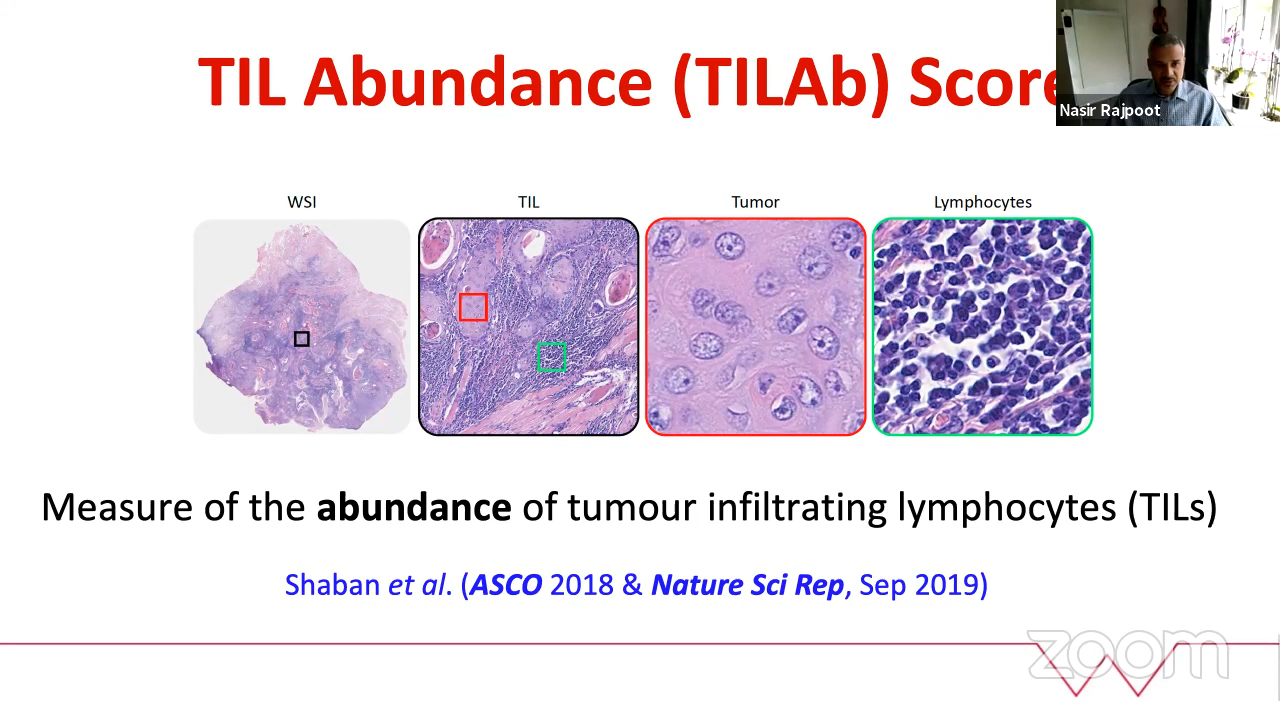 TIL Abundance (TILAb) Score
Nasir Rajpoot
WSI
TIL
Tumor
Lymphocytes
Measure of the abundance of tumour infiltrating lymphocytes (TILs)
Shaban et al. (ASCO 2018 & Nature Sci Rep, Sep 2019)
zoom